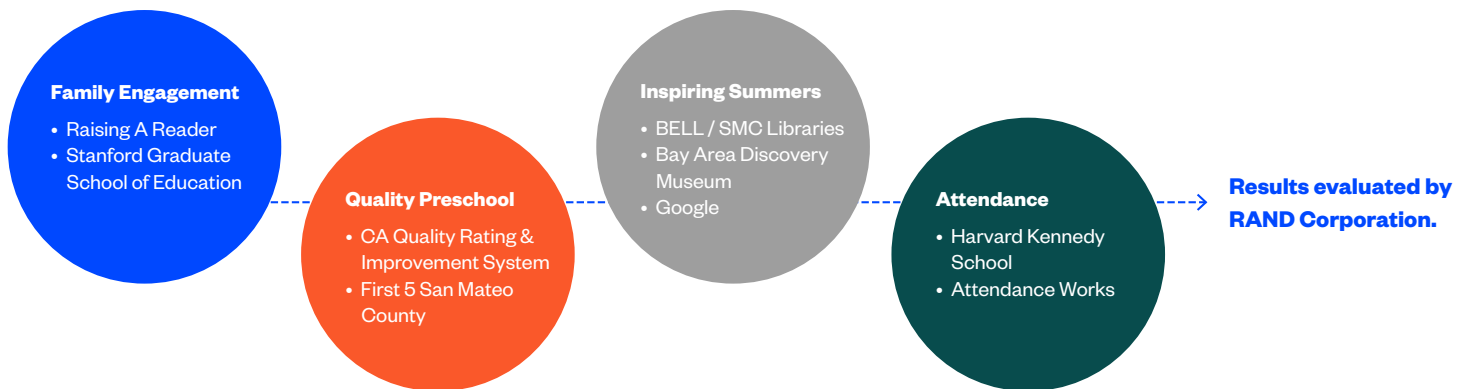 Family Engagement
• Raising A Reader
• Stanford Graduate
School of Education
Quality Preschool
• CA Quality Rating &
Improvement System
• First 5 San Mateo
County
Inspiring Summers
• BELL / SMC Libraries
• Bay Area Discovery
Museum
• Google
Attendance
• Harvard Kennedy
School
• Attendance Works
Results evaluated by
RAND Corporation.